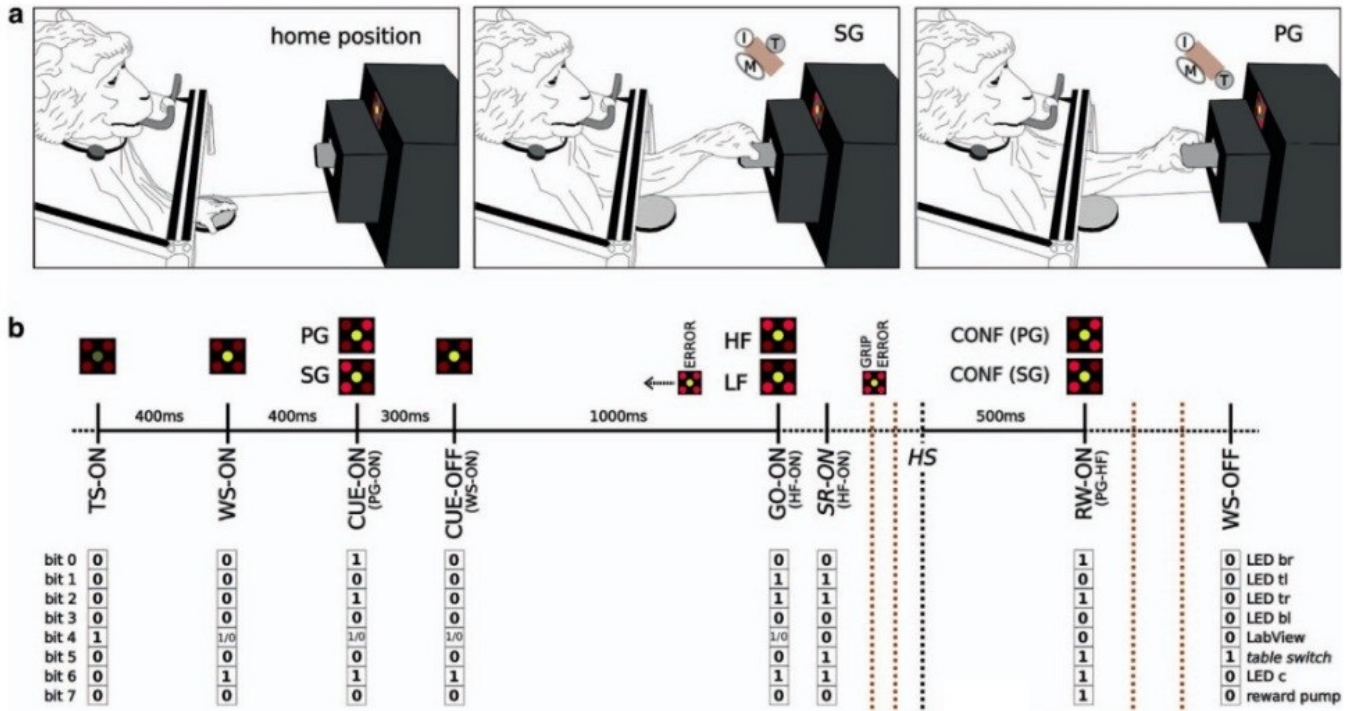 a
home position
SG
PG
I T
M
I
M T
b
PG
SG
ERROR
HF
LF
GRIP
ERROR
CONF (PG)
CONF (SG)
400ms
400ms
300ms
1000ms
500ms
TS-ON
WS-ON
CUE-ON
(PG-ON)
CUE-OFF
(WS-ON)
GO-ON
(HF-ON)
SR-ON
(HF-ON)
HS
RW-ON
(PG-HF)
WS-OFF
bit 0 0 0 1 0 0 0 1 0 LED br
bit 1 0 0 0 0 1 1 0 0 LED tl
bit 2 0 0 1 0 1 1 1 0 LED tr
bit 3 0 0 0 0 0 0 0 0 LED bl
bit 4 1 1/0 1/0 1/0 1/0 0 0 0 LabView
bit 5 0 0 0 0 0 1 1 1 table switch
bit 6 0 1 1 1 1 1 1 0 LED c
bit 7 0 0 0 0 0 0 1 0 reward pump